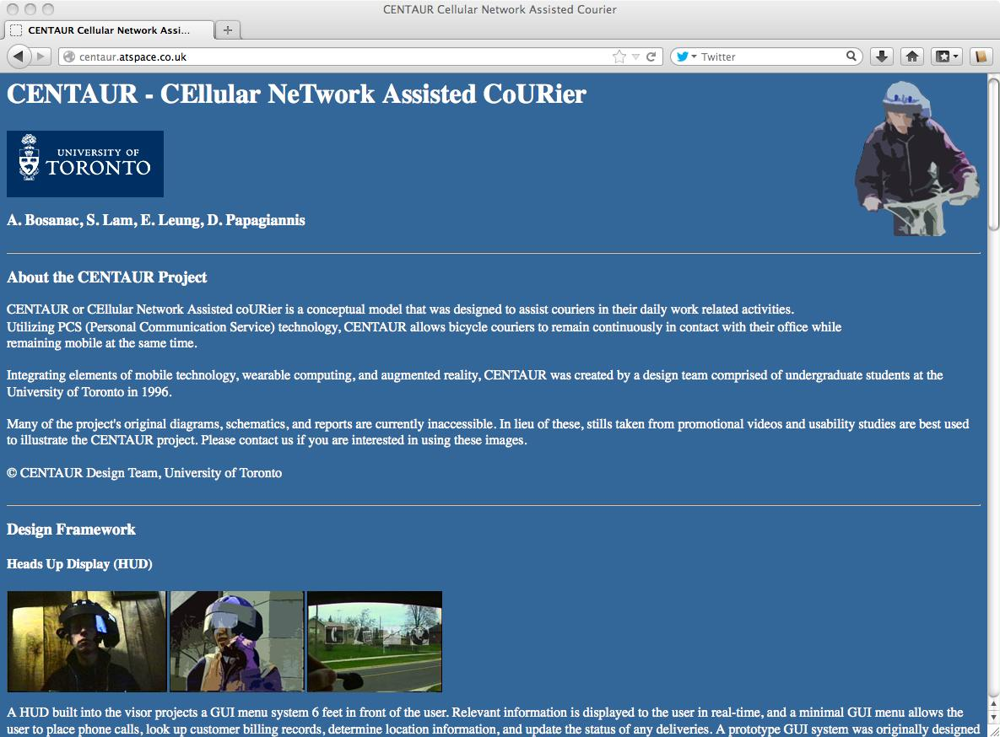 CENTAUR Cellular Network Assisted Courier
CENTAUR Cellular Network Assi...
centaur.atspace.co.uk
Twitter
CENTAUR - CEllular NeTwork Assisted CoURier
UNIVERSITY OF
TORONTO
A. Bosanac, S. Lam, E. Leung, D. Papagiannis
About the CENTAUR Project
CENTAUR or CEllular Network Assisted coURier is a conceptual model that was designed to assist couriers in their daily work related activities.
Utilizing PCS (Personal Communication Service) technology, CENTAUR allows bicycle couriers to remain continuously in contact with their office while
remaining mobile at the same time.
Integrating elements of mobile technology, wearable computing, and augmented reality, CENTAUR was created by a design team comprised of undergraduate students at the
University of Toronto in 1996.
Many of the project's original diagrams, schematics, and reports are currently inaccessible. In lieu of these, stills taken from promotional videos and usability studies are best used
to illustrate the CENTAUR project. Please contact us if you are interested in using these images.
© CENTAUR Design Team, University of Toronto
Design Framework
Heads Up Display (HUD)
A HUD built into the visor projects a GUI menu system 6 feet in front of the user. Relevant information is displayed to the user in real-time, and a minimal GUI menu allows the
user to place phone calls, look up customer billing records, determine location information, and update the status of any deliveries. A prototype GUI system was originally designed